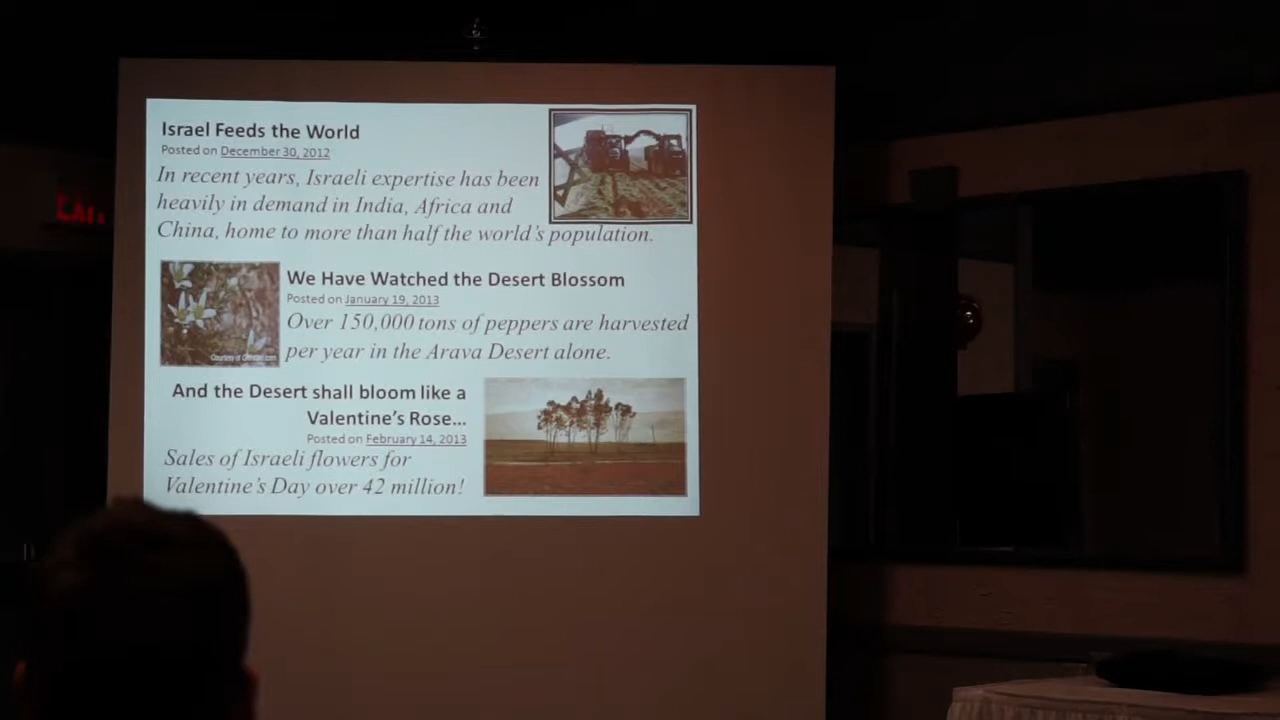 Israel Feeds the World
Posted on December 30, 2012
In recent years, Israeli expertise has been
heavily in demand in India, Africa and
China, home to more than half the world's population.
We Have Watched the Desert Blossom
Posted on January 19, 2013
Over 150,000 tons of peppers are harvested
per year in the Arava Desert alone.
And the Desert shall bloom like a
Valentine's Rose...
Posted on February 14, 2013
Sales of Israeli flowers for
Valentine's Day over 42 million!
EXIT